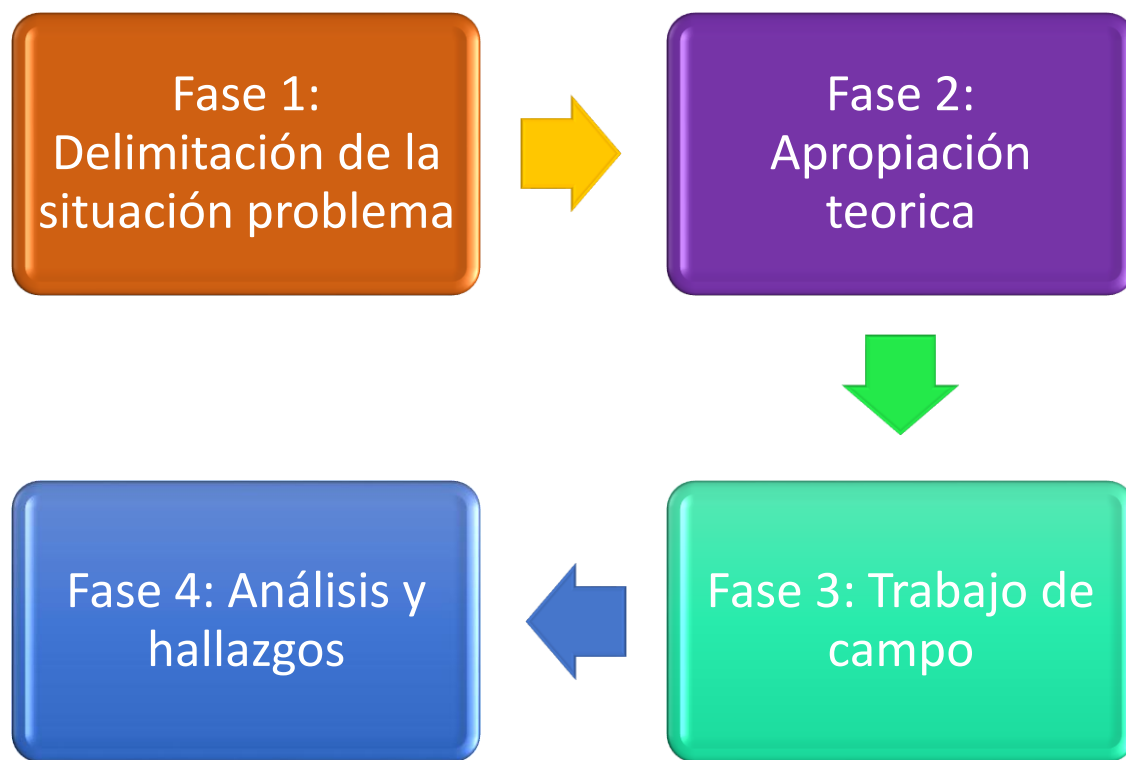 Fase 1:
Delimitación de la
situación problema
Fase 2:
Apropiación
teorica
Fase 3: Trabajo de
campo
Fase 4: Análisis y
hallazgos